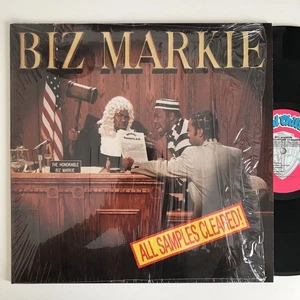 BIZ MARKIE
THE HONORABLE
BIZ MARKIE
ALL SAMPLES CLEARED!